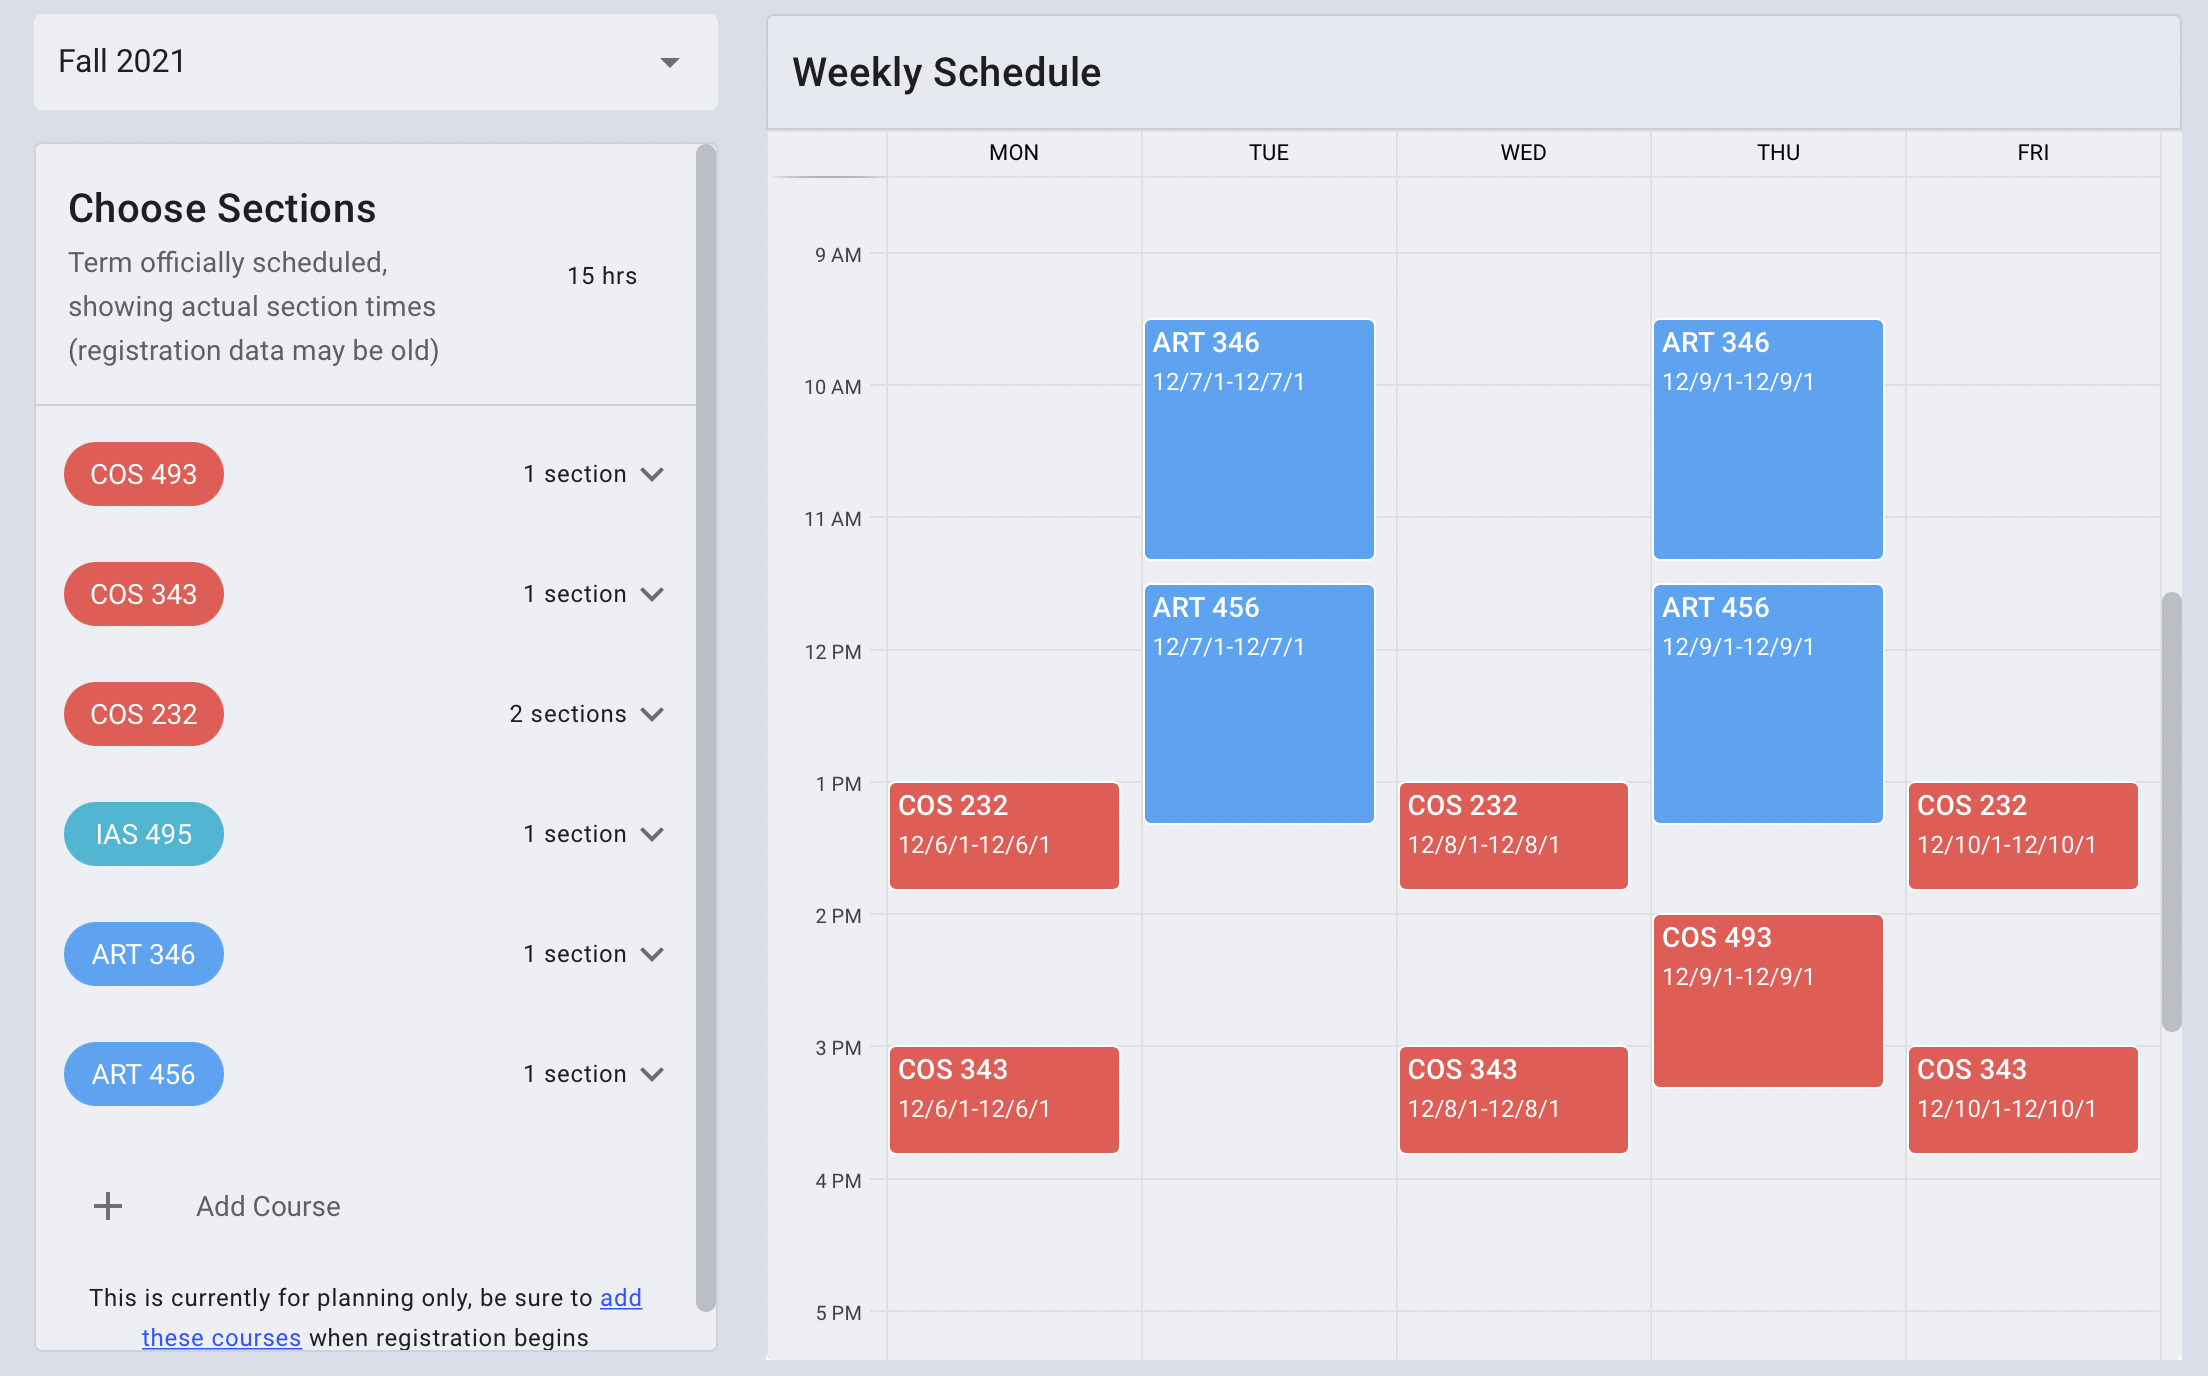 Fall 2021
Choose Sections
Term officially scheduled,
showing actual section times
(registration data may be old)
15 hrs
COS 493
1 section
COS 343
1 section
COS 232
2 sections
IAS 495
1 section
ART 346
1 section
ART 456
1 section
Add Course
This is currently for planning only, be sure to add
these courses when registration begins
Weekly Schedule
MON
TUE
WED
THU
FRI
9 AM
10 AM
11 AM
12 PM
1 PM
2 PM
3 PM
4 PM
5 PM
COS 232
12/6/1-12/6/1
COS 343
12/6/1-12/6/1
ART 346
12/7/1-12/7/1
ART 456
12/7/1-12/7/1
COS 232
12/8/1-12/8/1
COS 343
12/8/1-12/8/1
ART 346
12/9/1-12/9/1
ART 456
12/9/1-12/9/1
COS 493
12/9/1-12/9/1
COS 232
12/10/1-12/10/1
COS 343
12/10/1-12/10/1